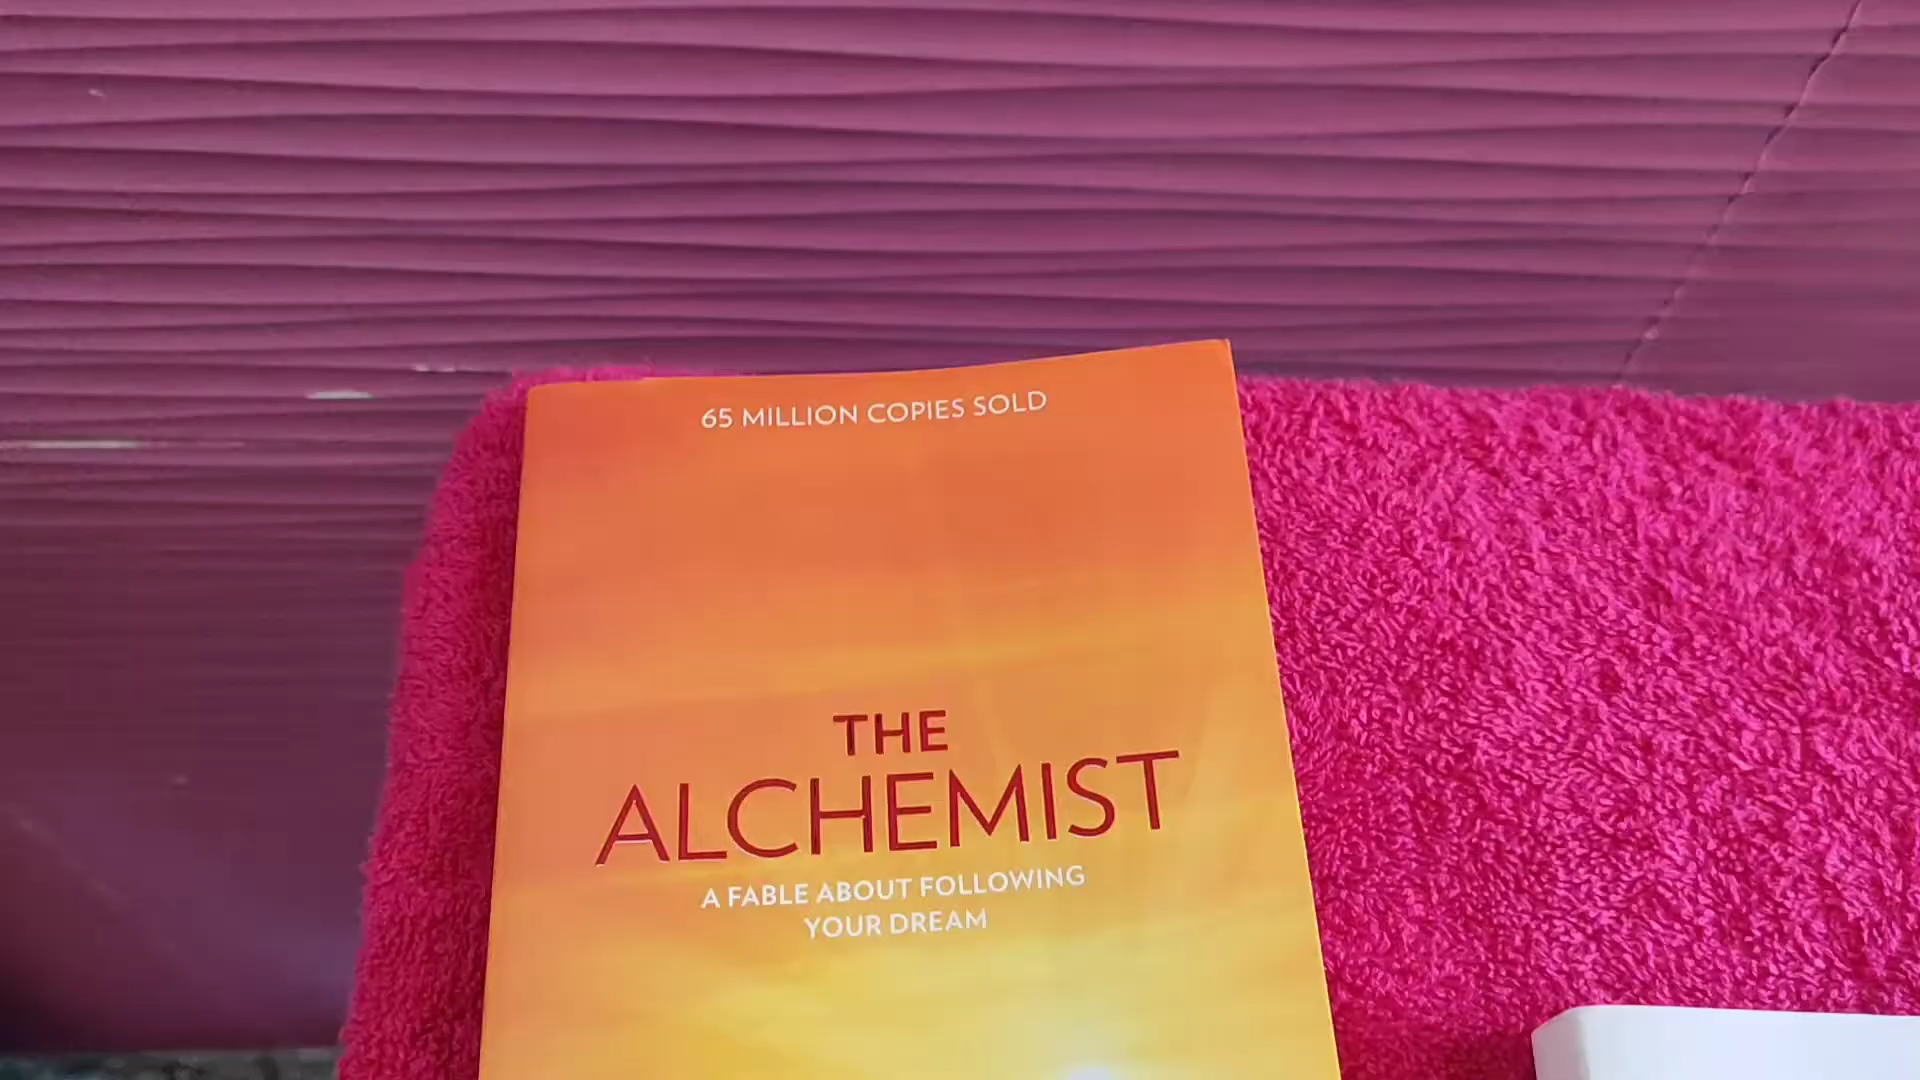 65 MILLION COPIES SOLD
THE
ALCHEMIST
A FABLE ABOUT FOLLOWING
YOUR DREAM